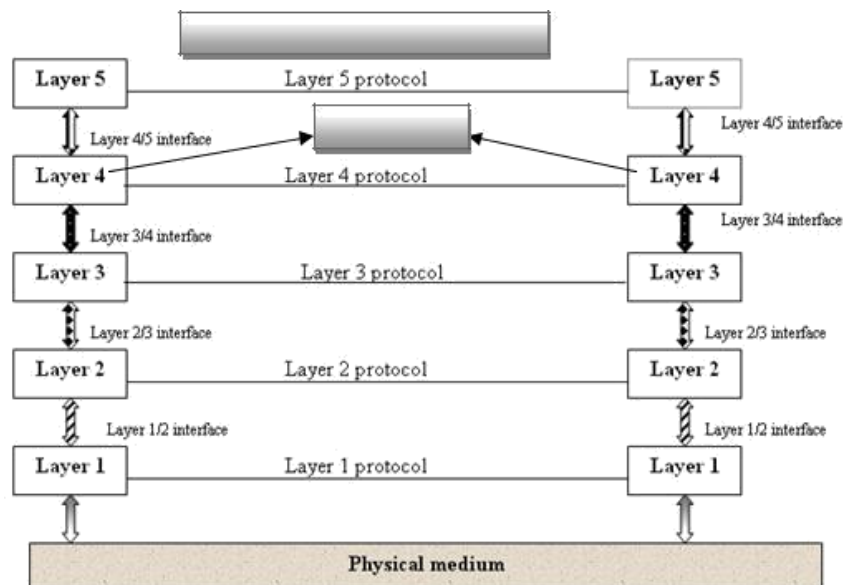 Layer 5 Layer 5 protocol Layer 5
Layer 4/5 interface Layer 4/5 interface
Layer 4 Layer 4 protocol Layer 4
Layer 3/4 interface Layer 3/4 interface
Layer 3 Layer 3 protocol Layer 3
Layer 2/3 interface Layer 2/3 interface
Layer 2 Layer 2 protocol Layer 2
Layer 1/2 interface Layer 1/2 interface
Layer 1 Layer 1 protocol Layer 1
Physical medium